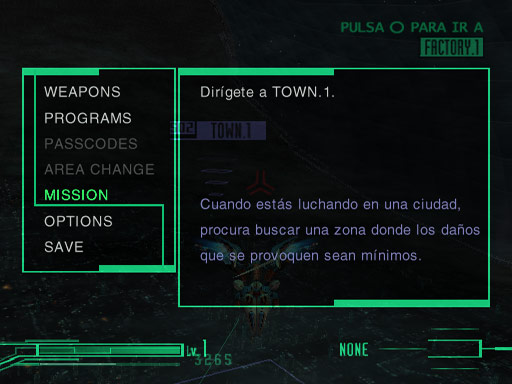 PULSA O PARA IR A
FACTORY.1
WEAPONS
PROGRAMS
PASSCODES
AREA CHANGE
MISSION
OPTIONS
SAVE
Dirígete a TOWN.1.
TOWN.1
Cuando estás luchando en una ciudad,
procura buscar una zona donde los daños
que se provoquen sean mínimos.
Lv.1
3265
NONE